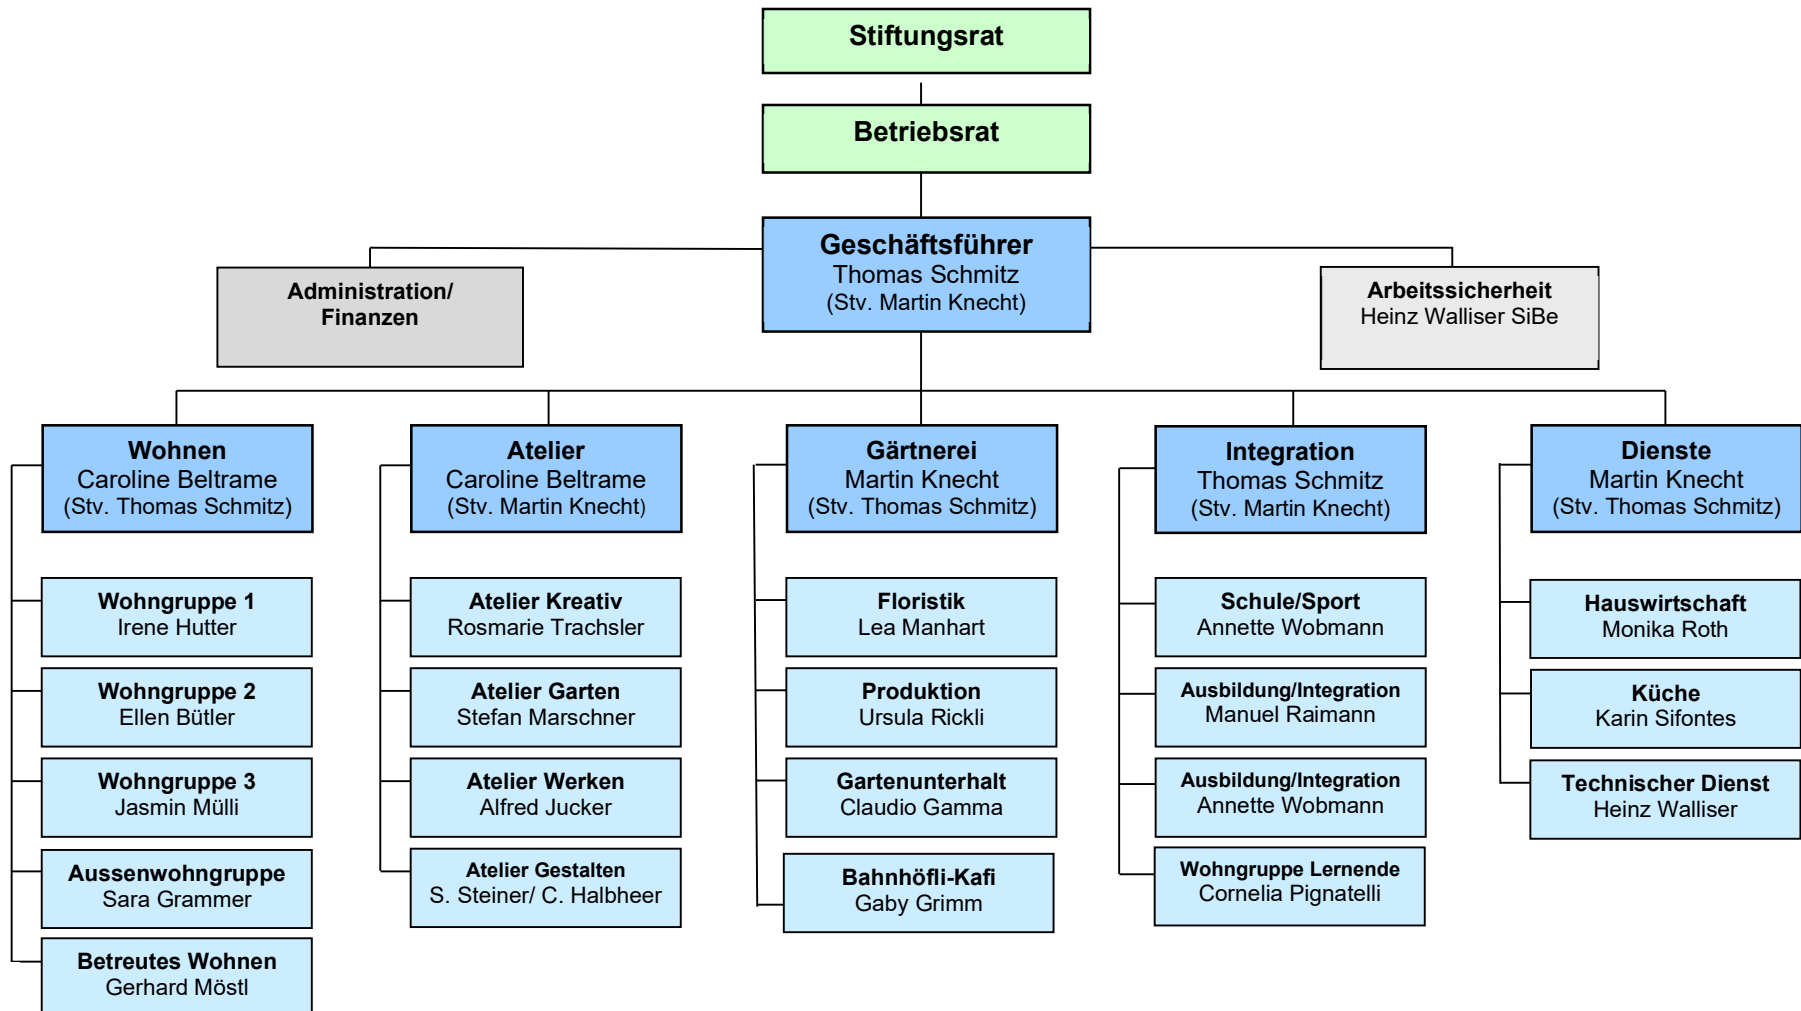 Stiftungsrat
Betriebsrat
Geschäftsführer
Thomas Schmitz
(Stv. Martin Knecht)
Administration/
Finanzen
Arbeitssicherheit
Heinz Walliser SiBe
Wohnen
Caroline Beltrame
(Stv. Thomas Schmitz)
Wohngruppe 1
Irene Hutter
Wohngruppe 2
Ellen Bütler
Wohngruppe 3
Jasmin Mülli
Aussenwohngruppe
Sara Grammer
Betreutes Wohnen
Gerhard Möstl
Atelier
Caroline Beltrame
(Stv. Martin Knecht)
Atelier Kreativ
Rosmarie Trachsler
Atelier Garten
Stefan Marschner
Atelier Werken
Alfred Jucker
Atelier Gestalten
S. Steiner/ C. Halbheer
Gärtnerei
Martin Knecht
(Stv. Thomas Schmitz)
Floristik
Lea Manhart
Produktion
Ursula Rickli
Gartenunterhalt
Claudio Gamma
Bahnhöfli-Kafi
Gaby Grimm
Integration
Thomas Schmitz
(Stv. Martin Knecht)
Schule/Sport
Annette Wobmann
Ausbildung/Integration
Manuel Raimann
Ausbildung/Integration
Annette Wobmann
Wohngruppe Lernende
Cornelia Pignatelli
Dienste
Martin Knecht
(Stv. Thomas Schmitz)
Hauswirtschaft
Monika Roth
Küche
Karin Sifontes
Technischer Dienst
Heinz Walliser